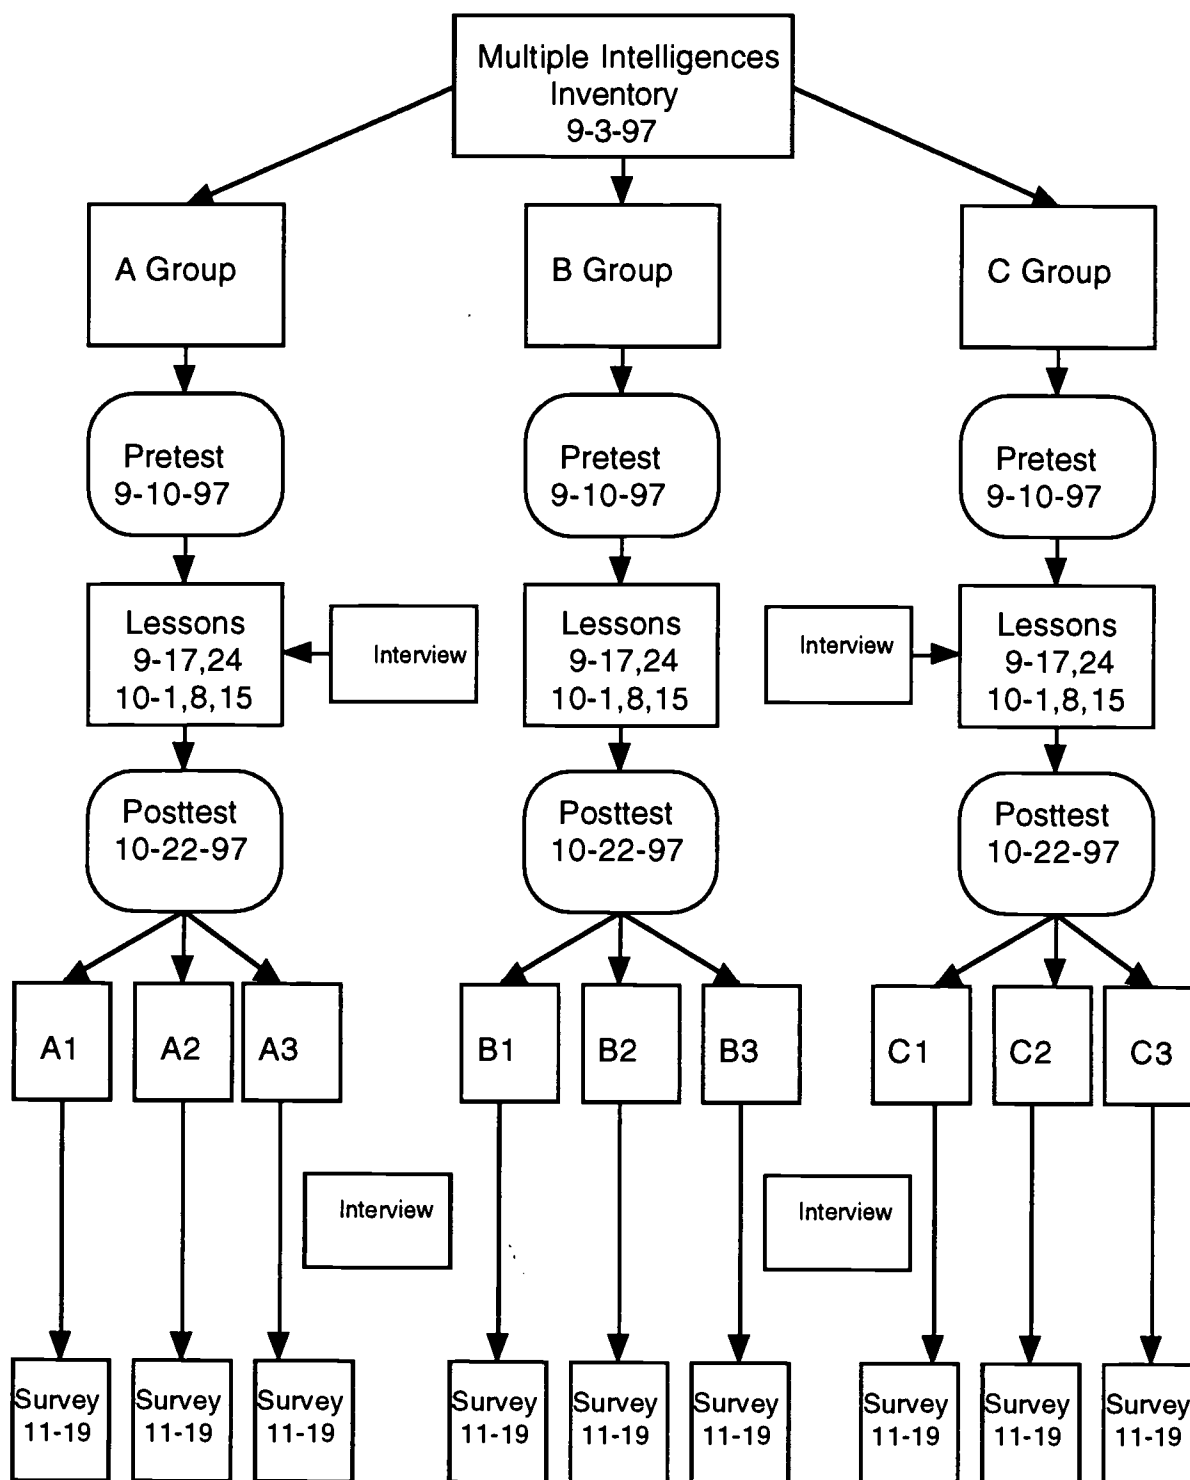 Multiple Intelligences
Inventory
9-3-97
A Group
B Group
C Group
Pretest
9-10-97
Pretest
9-10-97
Pretest
9-10-97
Lessons
9-17,24
10-1,8,15
Interview
Lessons
9-17,24
10-1,8,15
Interview
Lessons
9-17,24
10-1,8,15
Posttest
10-22-97
Posttest
10-22-97
Posttest
10-22-97
A1
A2
A3
B1
B2
B3
C1
C2
C3
Interview
Interview
Survey
11-19
Survey
11-19
Survey
11-19
Survey
11-19
Survey
11-19
Survey
11-19
Survey
11-19
Survey
11-19
Survey
11-19